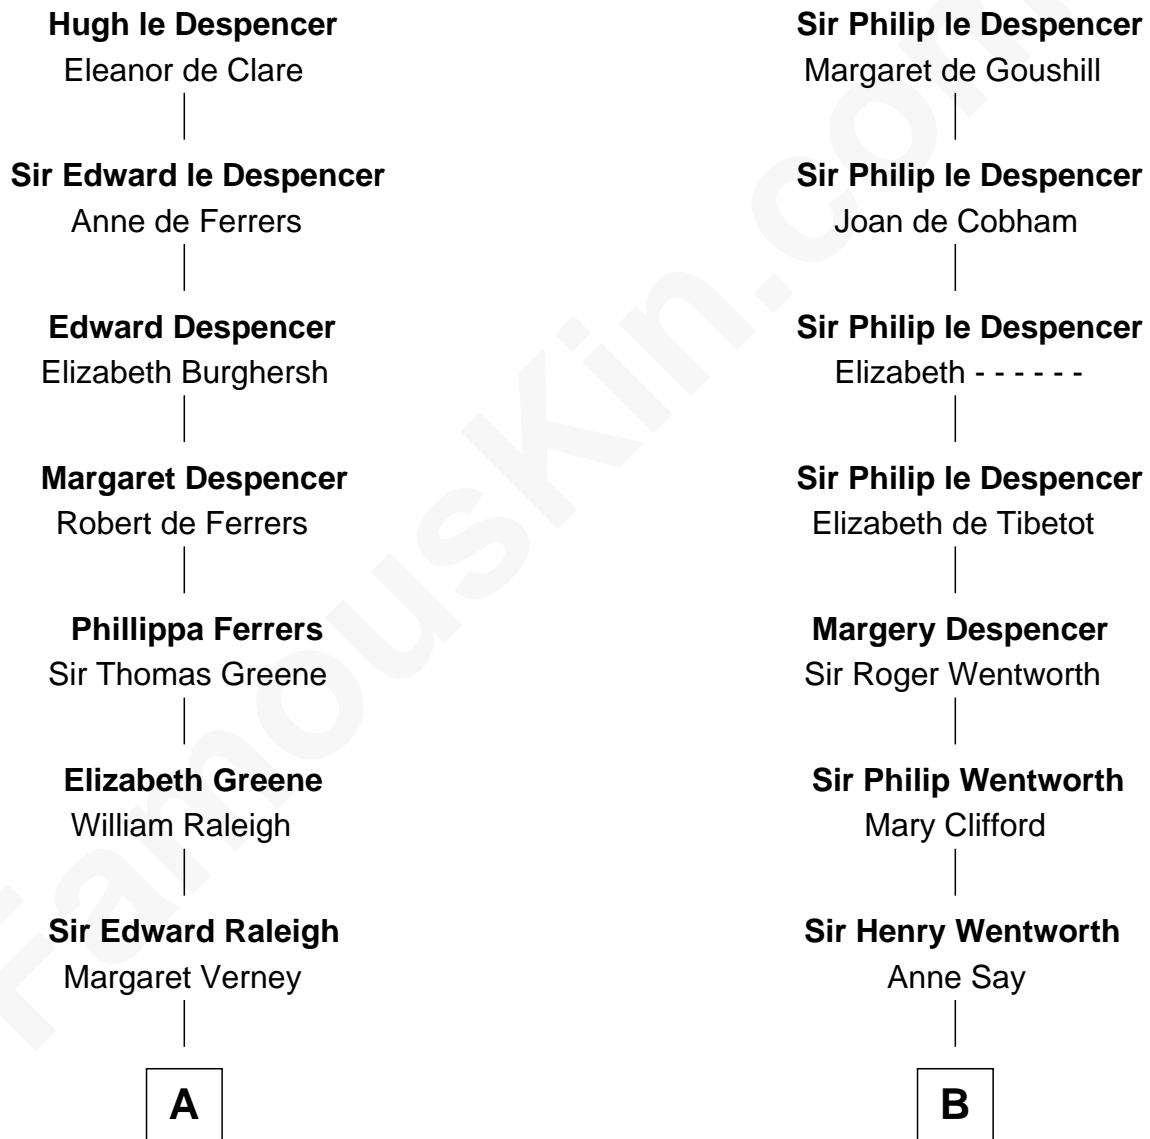 Hugh le Despencer
Eleanor de Clare
Sir Edward le Despencer
Anne de Ferrers
Edward Despencer
Elizabeth Burghersh
Margaret Despencer
Robert de Ferrers
Phillippa Ferrers
Sir Thomas Greene
Elizabeth Greene
William Raleigh
Sir Edward Raleigh
Margaret Verney
A
Sir Philip le Despencer
Margaret de Goushill
Sir Philip le Despencer
Joan de Cobham
Sir Philip le Despencer
Elizabeth - - - - - -
Sir Philip le Despencer
Elizabeth de Tibetot
Margery Despencer
Sir Roger Wentworth
Sir Philip Wentworth
Mary Clifford
Sir Henry Wentworth
Anne Say
B
FamousKin.com